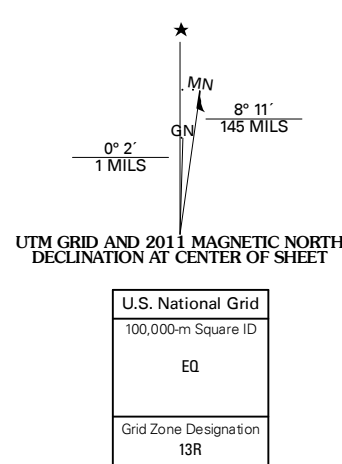 ★
MN
8° 11´
145 MILS
GN
0° 2´
1 MILS
UTM GRID AND 2011 MAGNETIC NORTH
DECLINATION AT CENTER OF SHEET
U.S. National Grid
100,000-m Square ID
EQ
Grid Zone Designation
13R